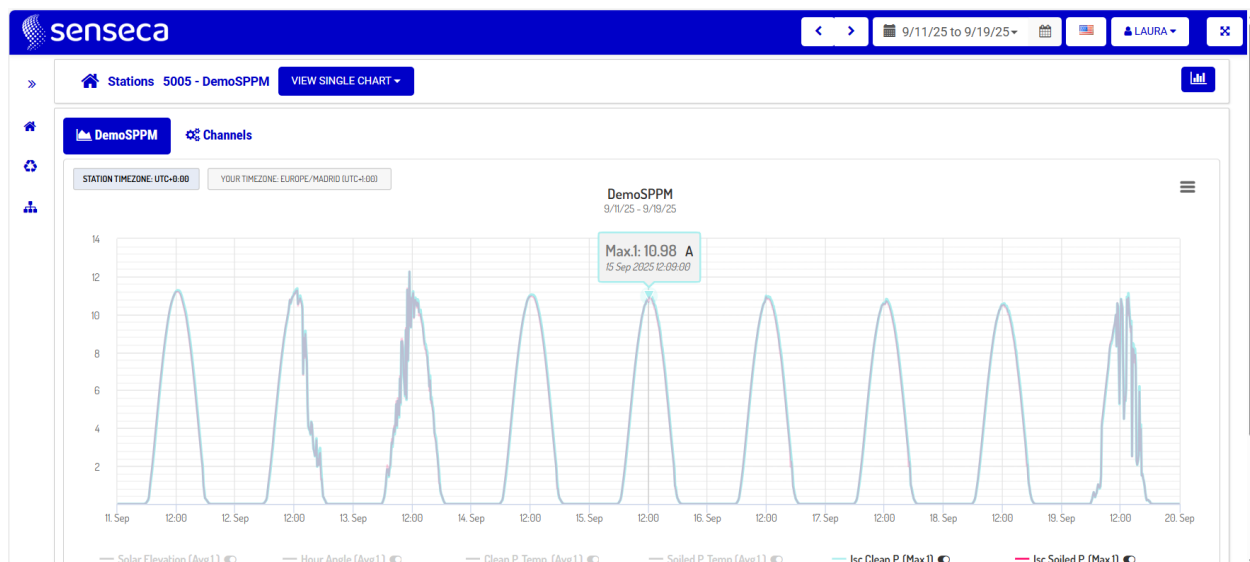 senseca
9/11/25 to 9/19/25
LAURA
Stations 5005 - DemoSPPM VIEW SINGLE CHART
DemoSPPM Channels
STATION TIMEZONE: UTC+0:00 YOUR TIMEZONE: EUROPE/MADRID (UTC+1:00)
DemoSPPM
9/11/25 - 9/19/25
Max.1: 10.98 A
15 Sep 2025 12:09:00
14
12
10
8
6
4
2
11. Sep 12:00 12. Sep 12:00 13. Sep 12:00 14. Sep 12:00 15. Sep 12:00 16. Sep 12:00 17. Sep 12:00 18. Sep 12:00 19. Sep 12:00 20. Sep
Solar Elevation (Avg.1 ) Hour Angle (Avg.1 ) Clean P. Temp. (Avg.1 ) Soiled P. Temp (Avg.1 ) Isc Clean P. (Max.1) Isc Soiled P. (Max.1)